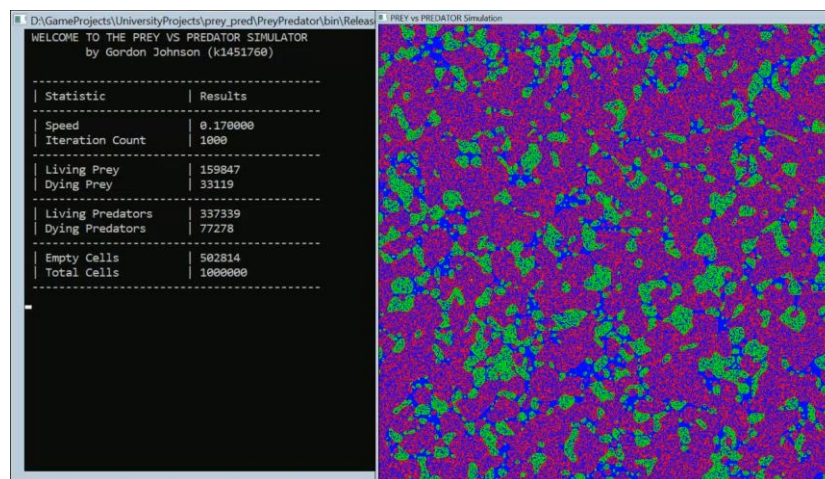 D:\GameProjects\UniversityProjects\prey_pred\PreyPredator\bin\Releas
WELCOME TO THE PREY VS PREDATOR SIMULATOR
by Gordon Johnson (k1451760)
| Statistic | Results
| Speed | 0.170000
| Iteration Count | 1000
| Living Prey | 159847
| Dying Prey | 33119
| Living Predators | 337339
| Dying Predators | 77278
| Empty Cells | 502814
| Total Cells | 1000000
PREY vs PREDATOR Simulation